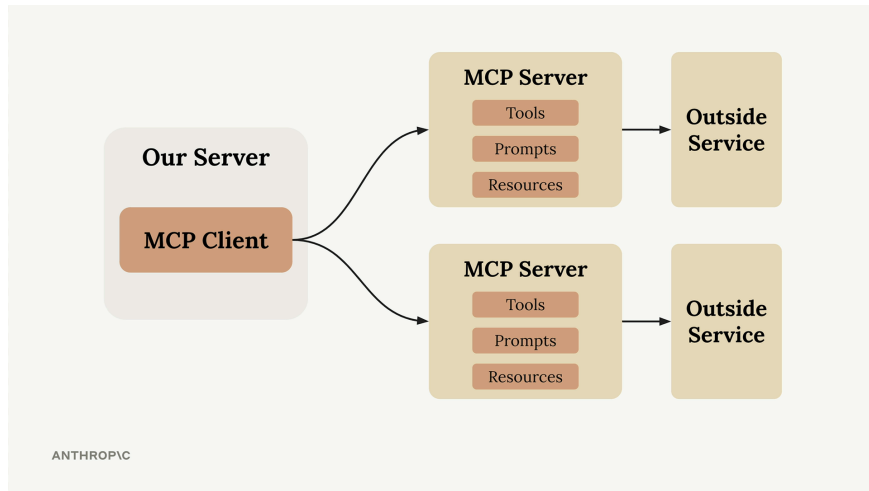 Our Server
MCP Client
MCP Server
Tools
Prompts
Resources
Outside
Service
MCP Server
Tools
Prompts
Resources
Outside
Service
ANTHROP\C